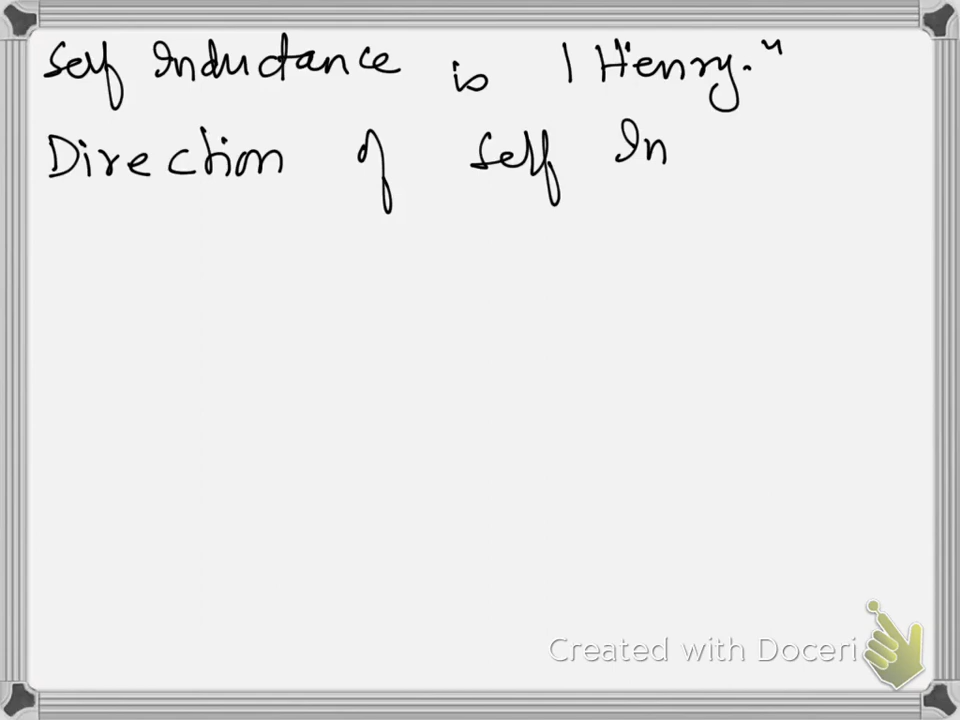 Self Inductance is 1 Henry."
Direction of Self In
Created with Doceri